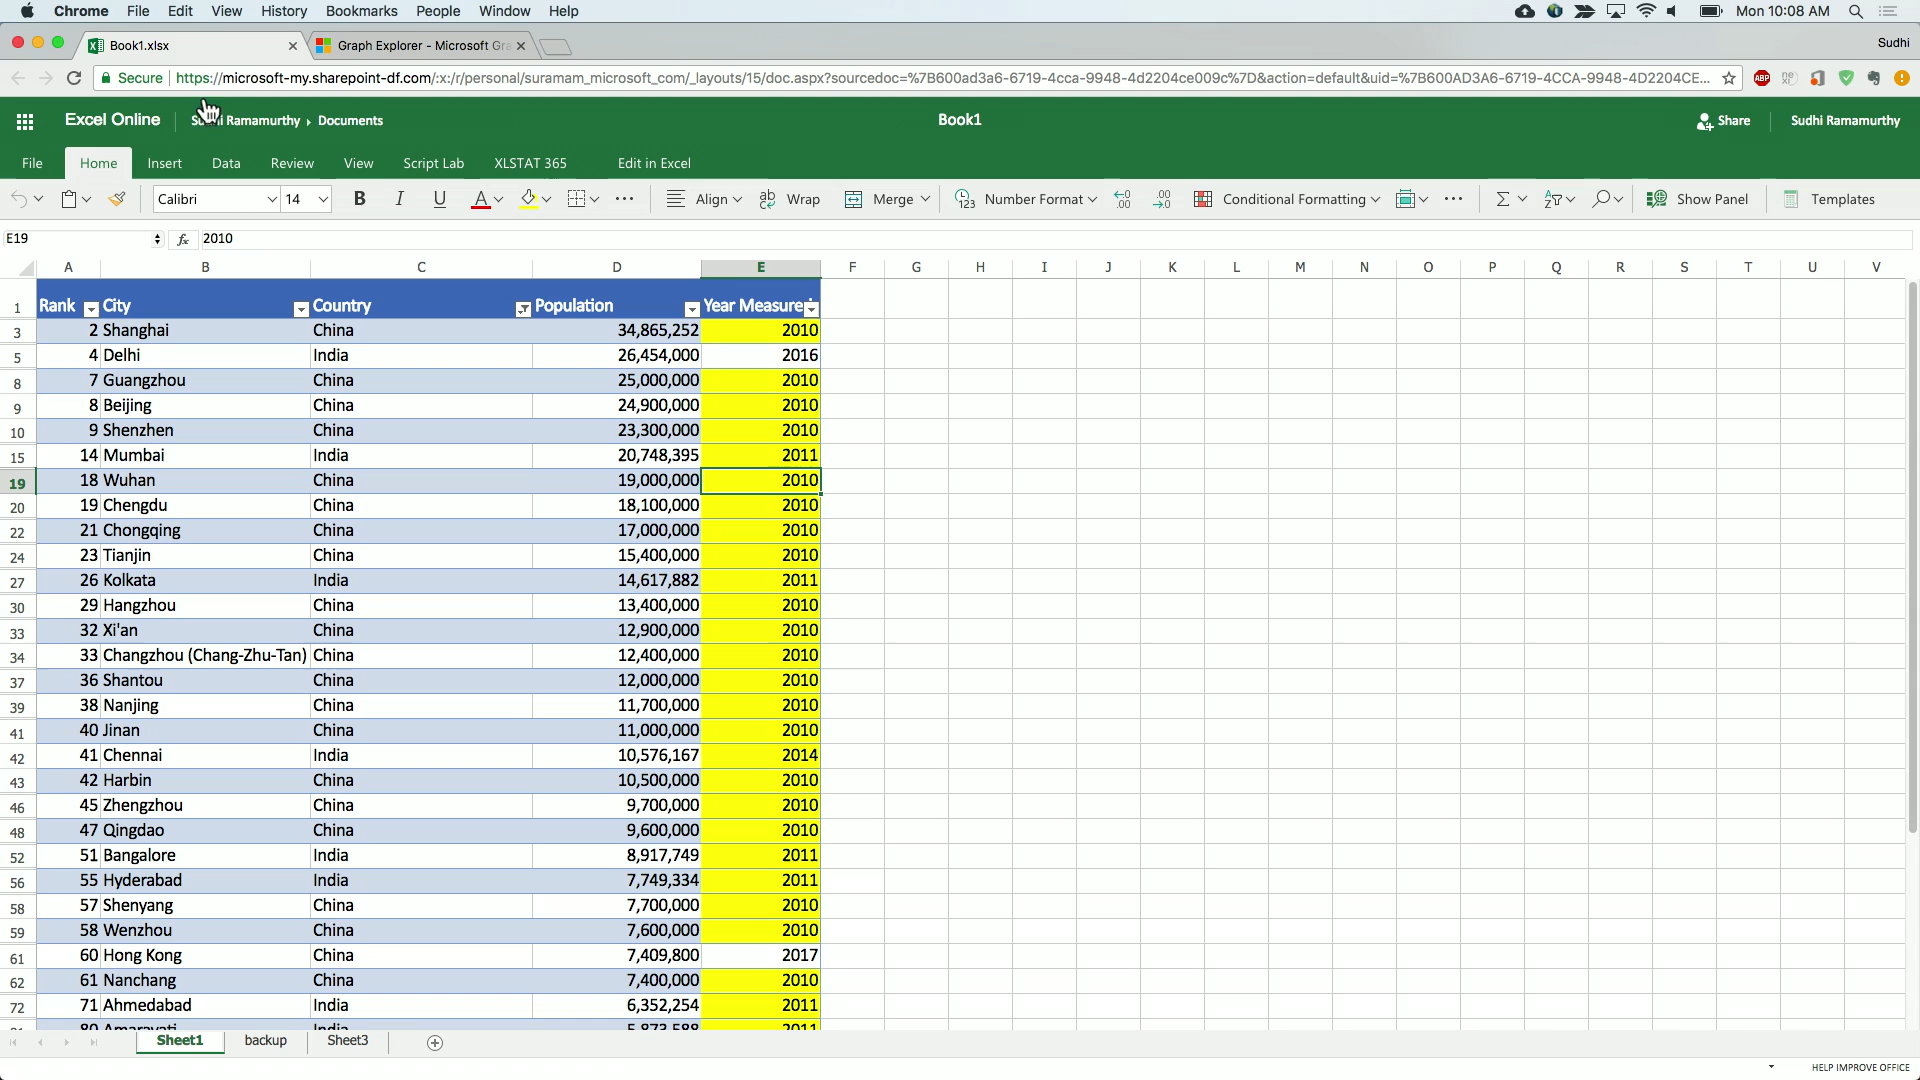 Chrome File Edit View History Bookmarks People Window Help Mon 10:08 AM
Book1.xlsx Graph Explorer - Microsoft Gra Sudhi
Secure https://microsoft-my.sharepoint-df.com/:x:/r/personal/suramam_microsoft_com/_layouts/15/doc.aspx?sourcedoc=%7B600ad3a6-6719-4cca-9948-4d2204ce009c%7D&action=default&uid=%7B600AD3A6-6719-4CCA-9948-4D2204CE... ABP
Excel Online Ramamurthy Documents Book1 Share Sudhi Ramamurthy
File Home Insert Data Review View Script Lab XLSTAT 365 Edit in Excel
Calibri 14 B I U A Align ab Wrap Merge 123 Number Format .00 .00 Conditional Formatting Σ Show Panel Templates
E19 fx 2010
A B C D E F G H I J K L M N O P Q R S T U V
1 Rank City Country Population Year Measure
3 2 Shanghai China 34,865,252 2010
5 4 Delhi India 26,454,000 2016
8 7 Guangzhou China 25,000,000 2010
9 8 Beijing China 24,900,000 2010
10 9 Shenzhen China 23,300,000 2010
15 14 Mumbai India 20,748,395 2011
19 18 Wuhan China 19,000,000 2010
20 19 Chengdu China 18,100,000 2010
22 21 Chongqing China 17,000,000 2010
24 23 Tianjin China 15,400,000 2010
27 26 Kolkata India 14,617,882 2011
30 29 Hangzhou China 13,400,000 2010
33 32 Xi'an China 12,900,000 2010
34 33 Changzhou (Chang-Zhu-Tan) China 12,400,000 2010
37 36 Shantou China 12,000,000 2010
39 38 Nanjing China 11,700,000 2010
41 40 Jinan China 11,000,000 2010
42 41 Chennai India 10,576,167 2014
43 42 Harbin China 10,500,000 2010
46 45 Zhengzhou China 9,700,000 2010
48 47 Qingdao China 9,600,000 2010
52 51 Bangalore India 8,917,749 2011
56 55 Hyderabad India 7,749,334 2011
58 57 Shenyang China 7,700,000 2010
59 58 Wenzhou China 7,600,000 2010
61 60 Hong Kong China 7,409,800 2017
62 61 Nanchang China 7,400,000 2010
72 71 Ahmedabad India 6,352,254 2011
80 Amaravati India 5,873,588 2011
Sheet1 backup Sheet3
HELP IMPROVE OFFICE